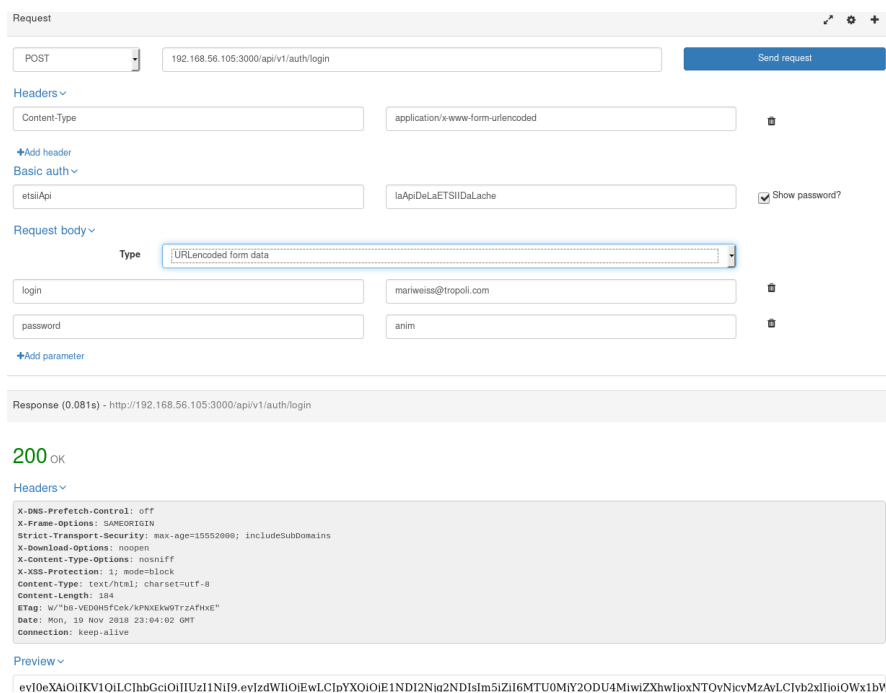 Request
POST 192.168.56.105:3000/api/v1/auth/login Send request
Headers
Content-Type application/x-www-form-urlencoded
+Add header
Basic auth
etsiiApi laApiDeLaETSIIDaLache Show password?
Request body
Type URLencoded form data
login mariweiss@tropoli.com
password anim
+Add parameter
Response (0.081s) - http://192.168.56.105:3000/api/v1/auth/login
200 OK
Headers
X-DNS-Prefetch-Control: off
X-Frame-Options: SAMEORIGIN
Strict-Transport-Security: max-age=15552000; includeSubDomains
X-Download-Options: noopen
X-Content-Type-Options: nosniff
X-XSS-Protection: 1; mode=block
Content-Type: text/html; charset=utf-8
Content-Length: 184
ETag: W/"b8-VED0H5fCek/kPNXEkW9TrzAfHxE"
Date: Mon, 19 Nov 2018 23:04:02 GMT
Connection: keep-alive
Preview